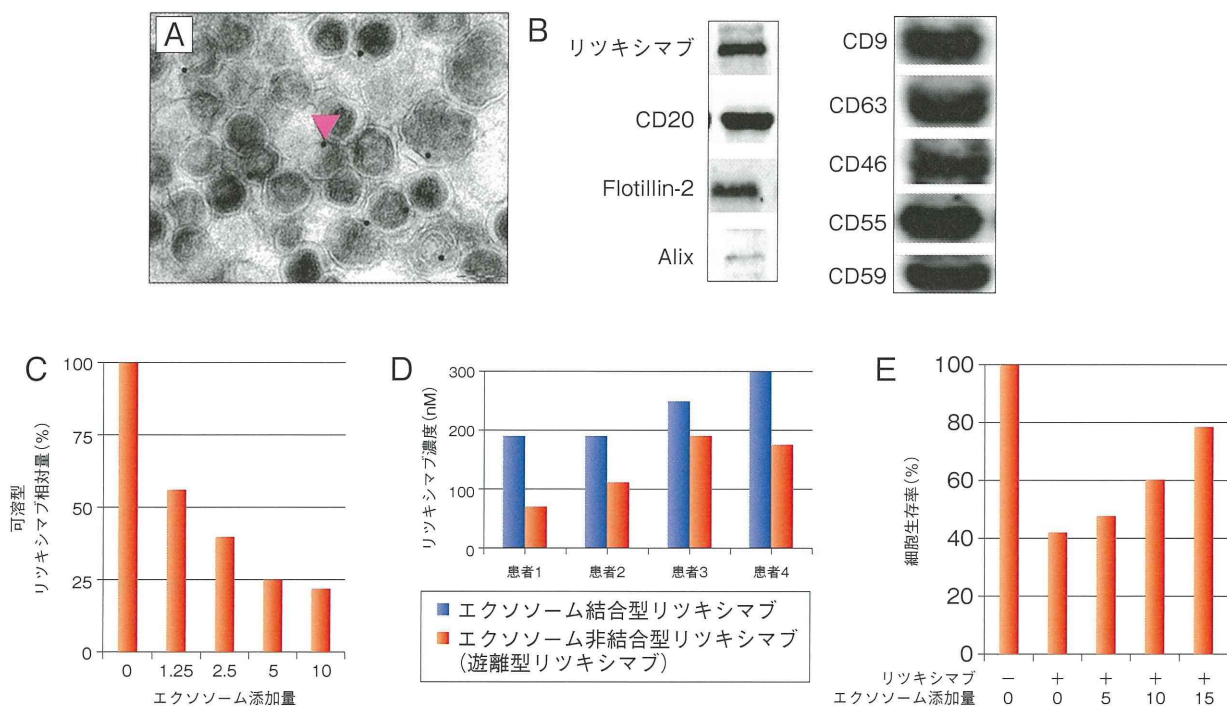 A
B
リツキシマブ
CD20
Flotillin-2
Alix
CD9
CD63
CD46
CD55
CD59
C
可溶型
リツキシマブ相対量(%)
100
75
50
25
0
0 1.25 2.5 5 10
エクソソーム添加量
D
リツキシマブ濃度(nM)
300
200
100
0
患者1 患者2 患者3 患者4
エクソソーム結合型リツキシマブ
エクソソーム非結合型リツキシマブ
(遊離型リツキシマブ)
E
細胞生存率(%)
100
80
60
40
20
0
リツキシマブ − + + + +
エクソソーム添加量 0 0 5 10 15